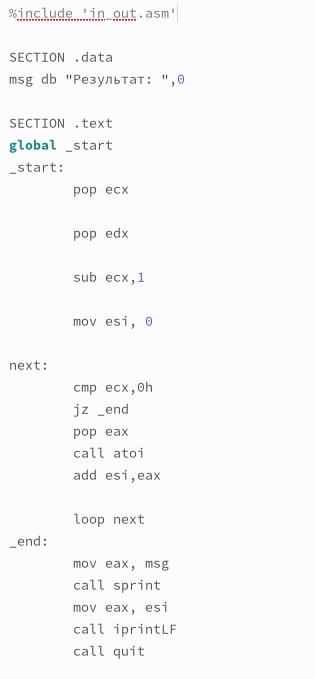 %include 'in_out.asm'
SECTION .data
msg db "Результат: ",0
SECTION .text
global _start
_start:
pop ecx
pop edx
sub ecx,1
mov esi, 0
next:
cmp ecx,0h
jz _end
pop eax
call atoi
add esi,eax
loop next
_end:
mov eax, msg
call sprint
mov eax, esi
call iprintLF
call quit